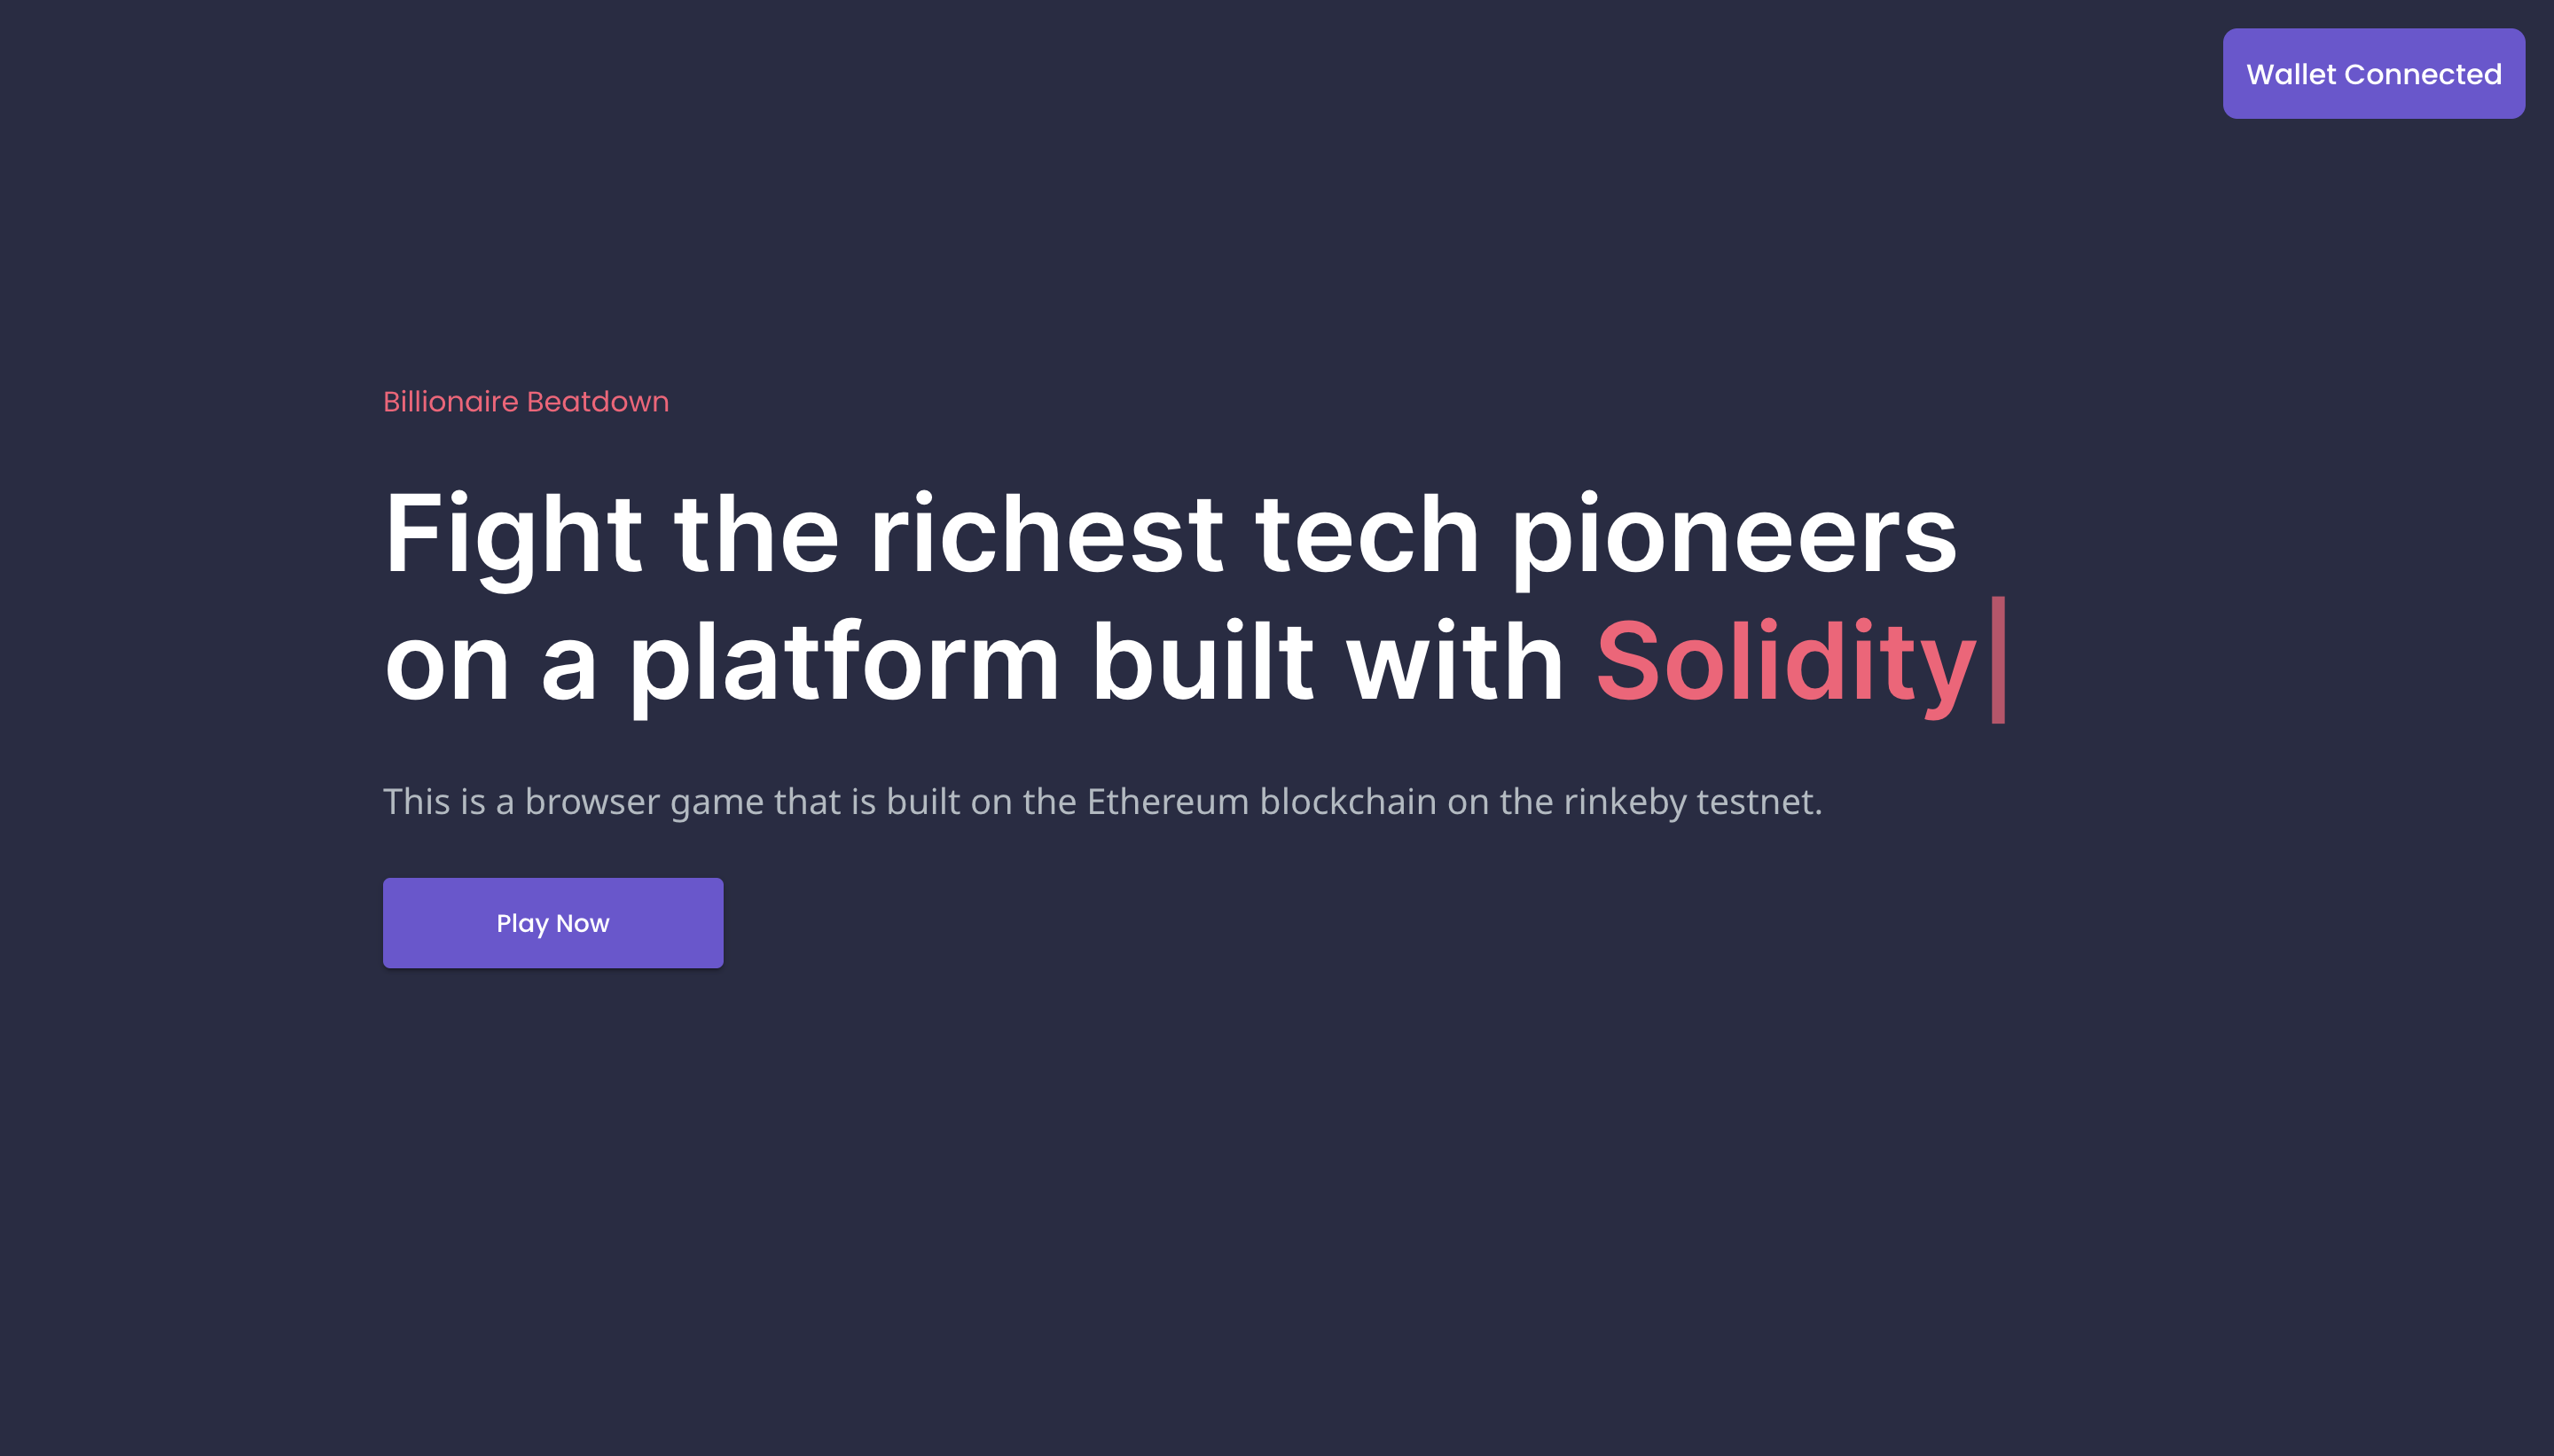 Wallet Connected
Billionaire Beatdown
Fight the richest tech pioneers
on a platform built with Solidity
This is a browser game that is built on the Ethereum blockchain on the rinkeby testnet.
Play Now